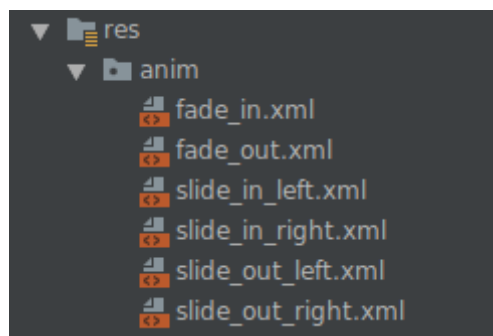 res
anim
fade_in.xml
fade_out.xml
slide_in_left.xml
slide_in_right.xml
slide_out_left.xml
slide_out_right.xml